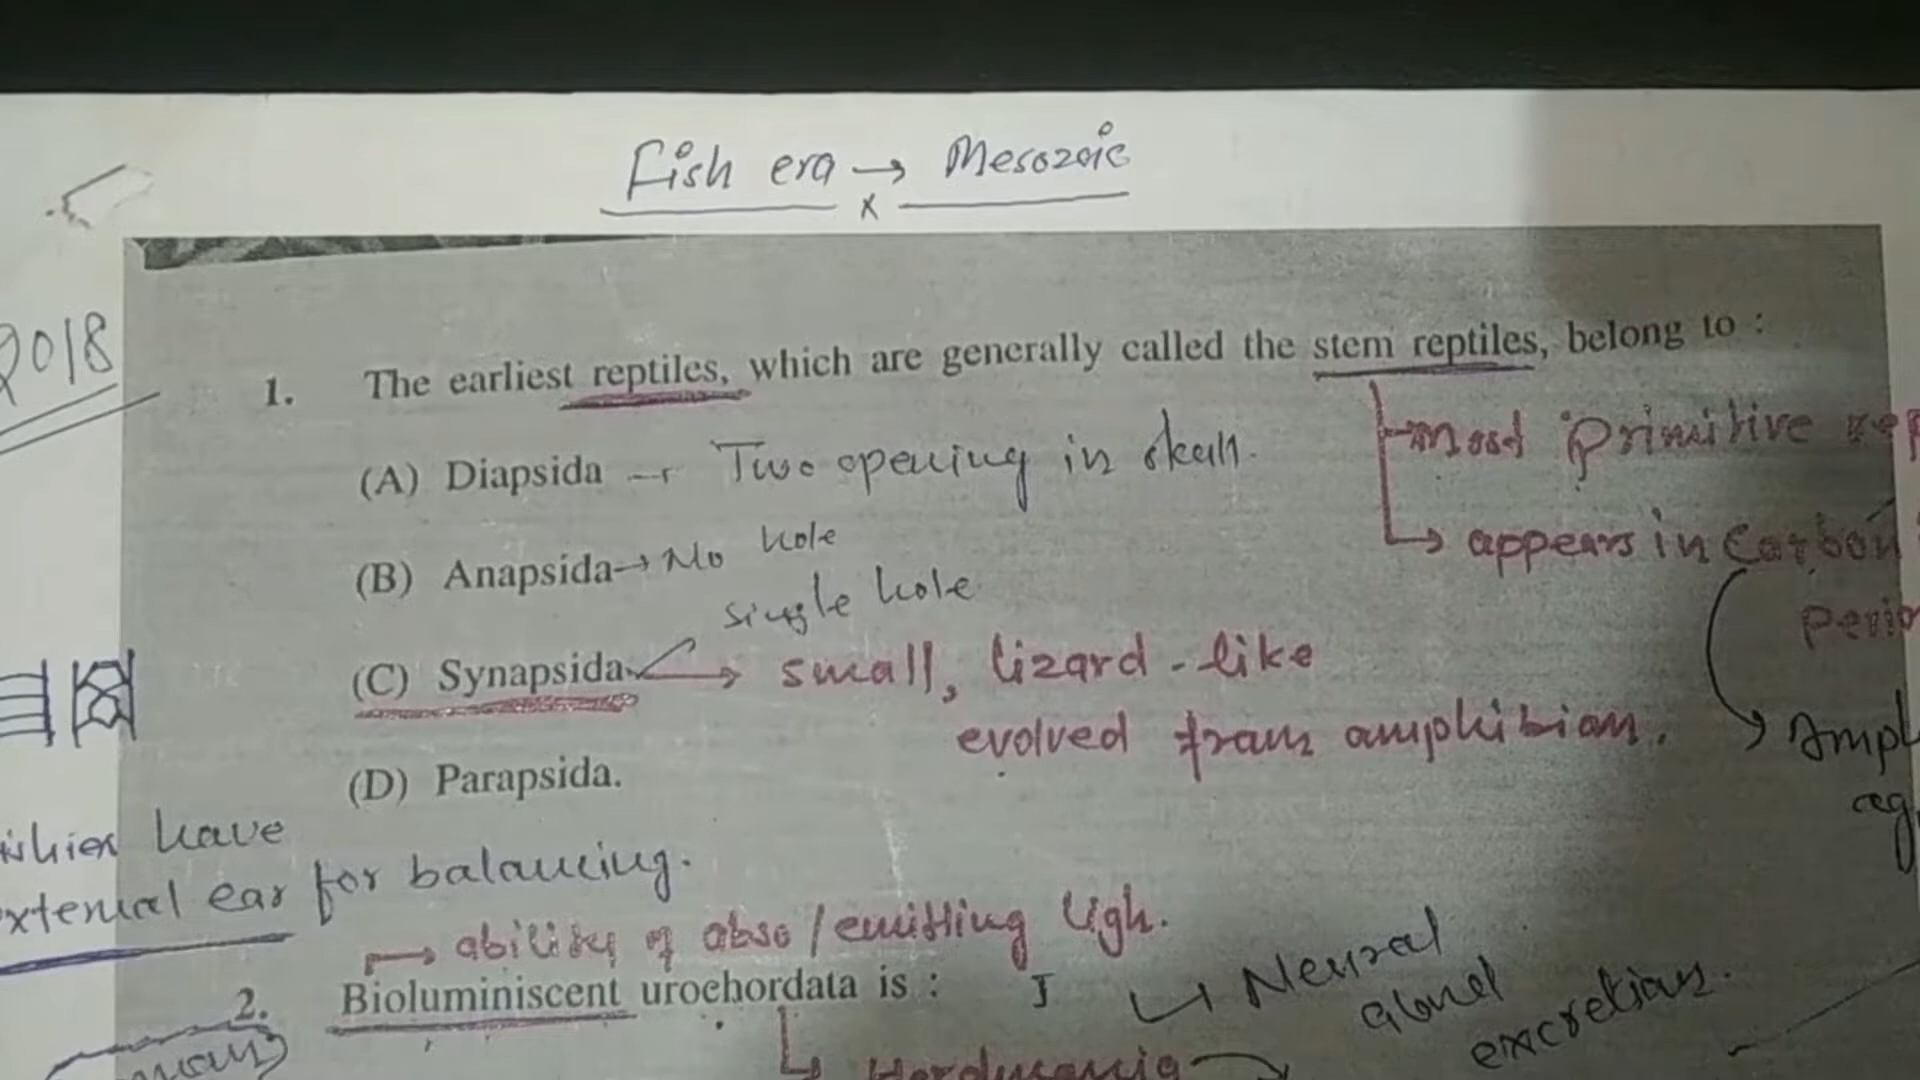 Fish era → Mesozoic
x
2018
1. The earliest reptiles, which are generally called the stem reptiles, belong to :
most primitive rep
(A) Diapsida → Two opening in skull.
appears in Carbon
(B) Anapsida → No hole
perio
single hole
(C) Synapsida → small, lizard-like
evolved from amphibian.
Amph
(D) Parapsida.
have
external ear for balancing.
→ ability of abso/emitting ligh.
2. Bioluminiscent urochordata is :
→ Neural
gland
excretion.